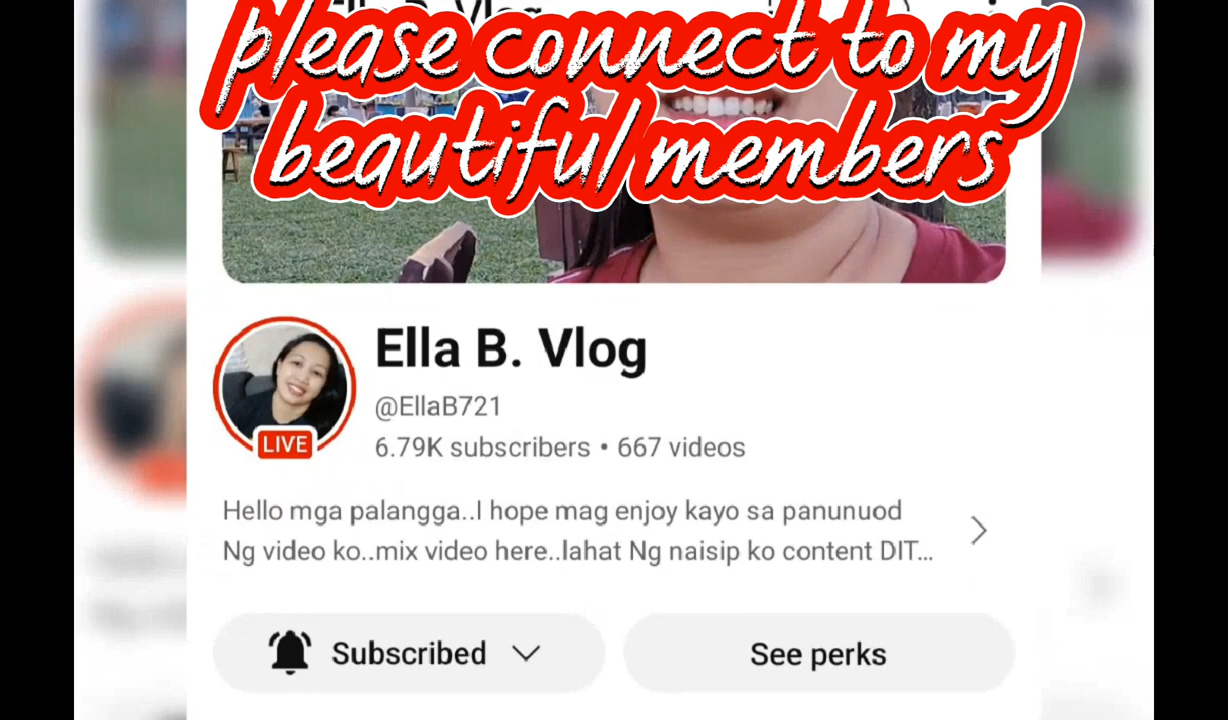 Ella B. Vlog
please connect to my
beautiful members
LIVE
Ella B. Vlog
@EllaB721
6.79K subscribers • 667 videos
Hello mga palangga..I hope mag enjoy kayo sa panunuod
Ng video ko..mix video here..lahat Ng naisip ko content DIT...
Subscribed
See perks